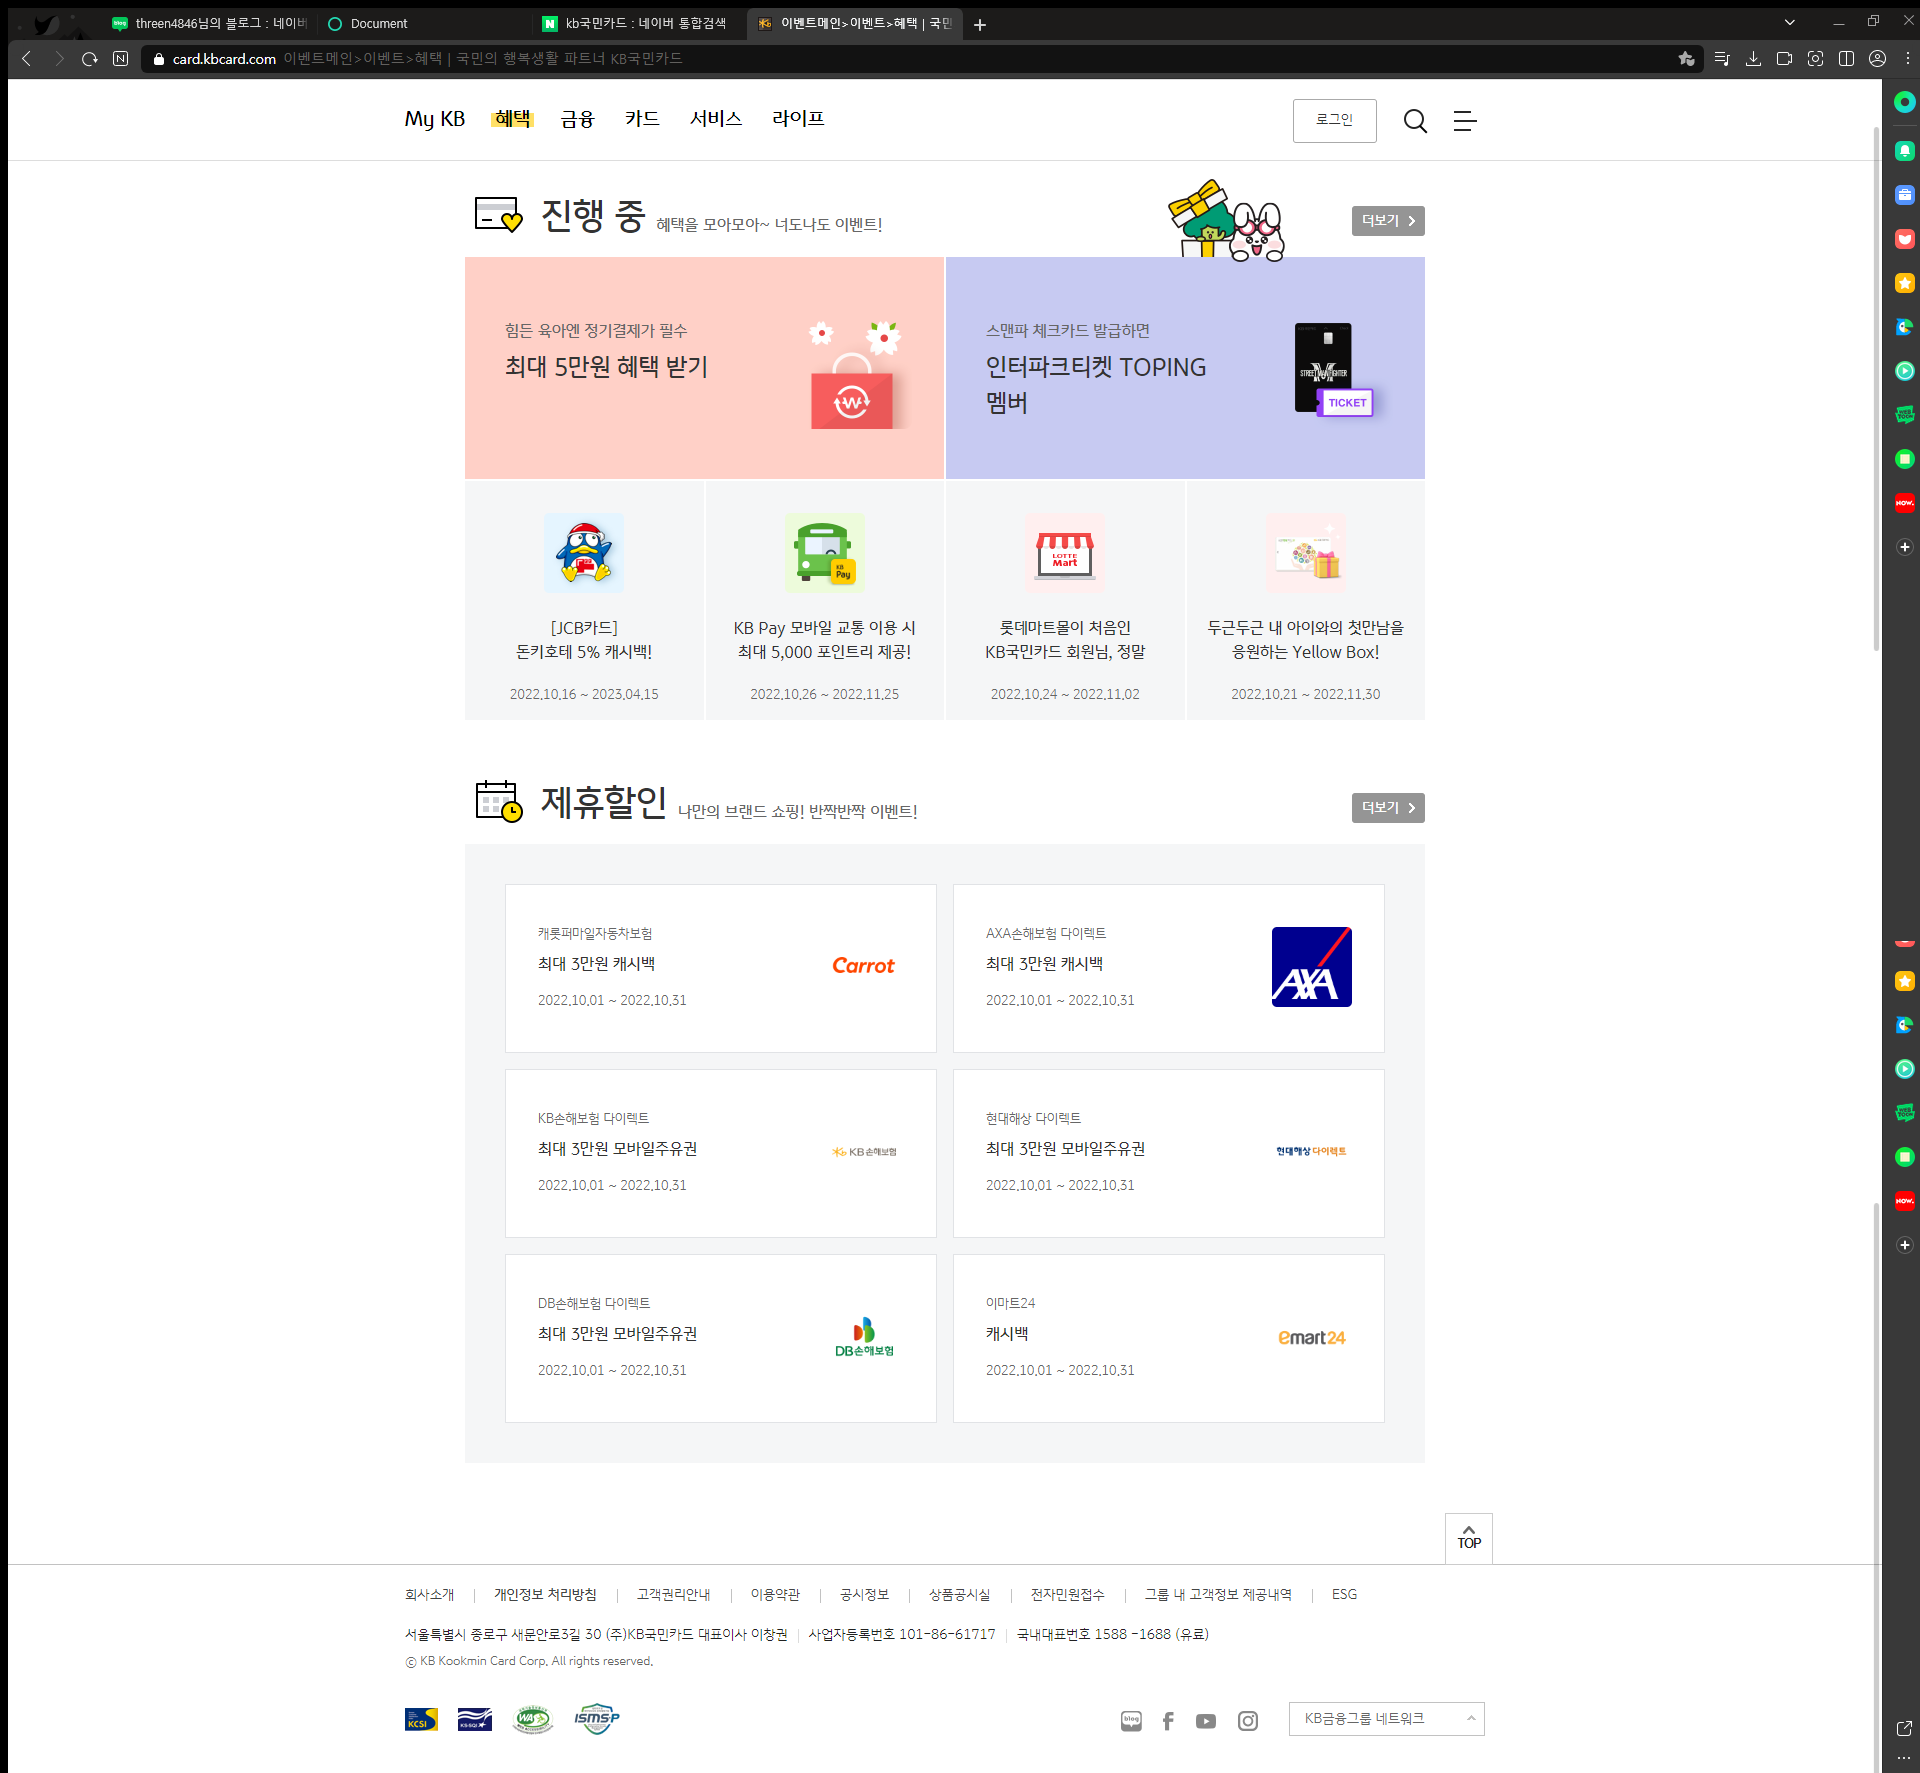 threen4846님의 블로그 : 네이버
Document
kb국민카드 : 네이버 통합검색
이벤트메인>이벤트>혜택 | 국민
card.kbcard.com 이벤트메인>이벤트>혜택 | 국민의 행복생활 파트너 KB국민카드
My KB 혜택 금융 카드 서비스 라이프
로그인
진행 중 혜택을 모아모아~ 너도나도 이벤트!
더보기
힘든 육아엔 정기결제가 필수
최대 5만원 혜택 받기
스맨파 체크카드 발급하면
인터파크티켓 TOPING
멤버
TICKET
LOTTE
Mart
KB
Pay
[JCB카드]
돈키호테 5% 캐시백!
2022.10.16 ~ 2023.04.15
KB Pay 모바일 교통 이용 시
최대 5,000 포인트리 제공!
2022.10.26 ~ 2022.11.25
롯데마트몰이 처음인
KB국민카드 회원님, 정말
2022.10.24 ~ 2022.11.02
두근두근 내 아이와의 첫만남을
응원하는 Yellow Box!
2022.10.21 ~ 2022.11.30
제휴할인 나만의 브랜드 쇼핑! 반짝반짝 이벤트!
더보기
캐롯퍼마일자동차보험
최대 3만원 캐시백
2022.10.01 ~ 2022.10.31
Carrot
AXA손해보험 다이렉트
최대 3만원 캐시백
2022.10.01 ~ 2022.10.31
AXA
KB손해보험 다이렉트
최대 3만원 모바일주유권
2022.10.01 ~ 2022.10.31
KB손해보험
현대해상 다이렉트
최대 3만원 모바일주유권
2022.10.01 ~ 2022.10.31
현대해상 다이렉트
DB손해보험 다이렉트
최대 3만원 모바일주유권
2022.10.01 ~ 2022.10.31
DB손해보험
이마트24
캐시백
2022.10.01 ~ 2022.10.31
emart24
TOP
회사소개 개인정보 처리방침 고객권리안내 이용약관 공시정보 상품공시실 전자민원접수 그룹 내 고객정보 제공내역 ESG
서울특별시 종로구 새문안로3길 30 (주)KB국민카드 대표이사 이창권 사업자등록번호 101-86-61717 국내대표번호 1588 -1688 (유료)
ⓒ KB Kookmin Card Corp. All rights reserved.
KCSI
KS-SQI
WA
ISMS-P
blog
KB금융그룹 네트워크